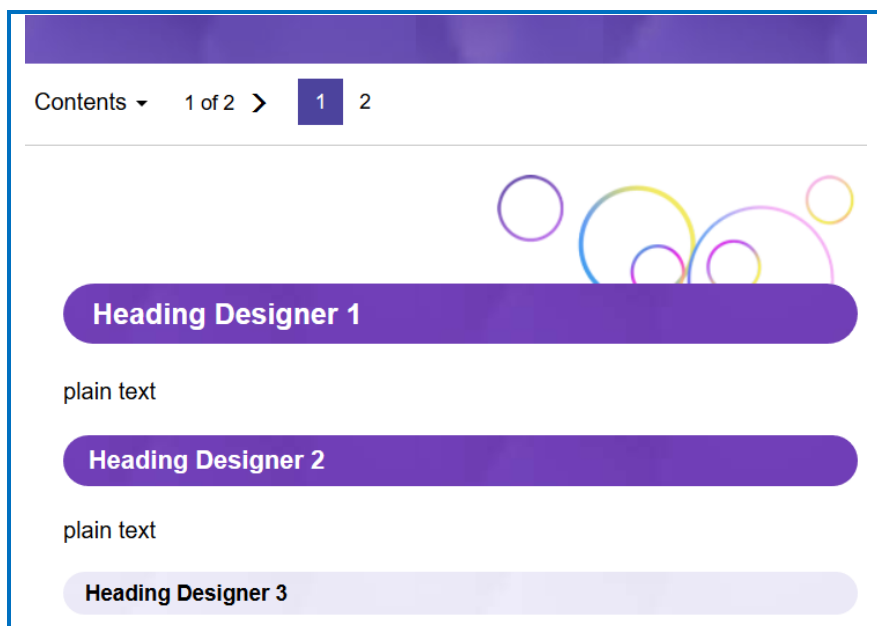 Contents
1 of 2 > 1 2
Heading Designer 1
plain text
Heading Designer 2
plain text
Heading Designer 3